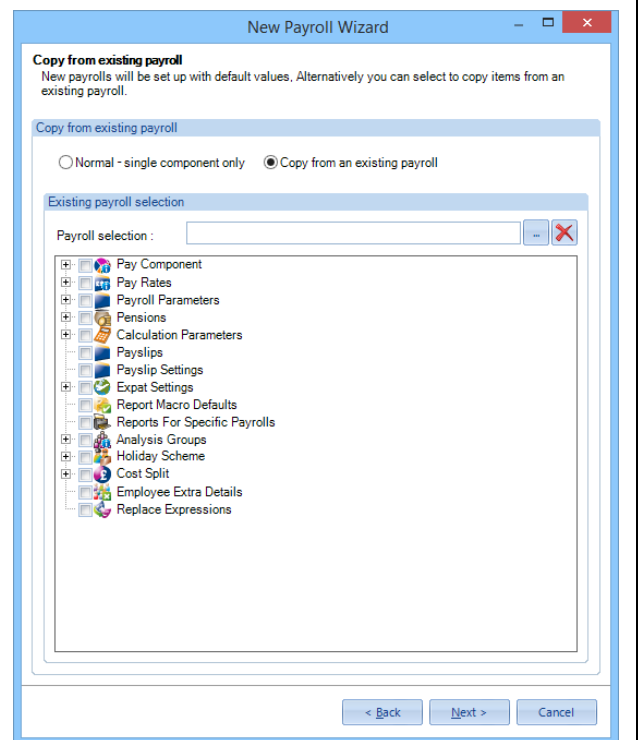 New Payroll Wizard
Copy from existing payroll
New payrolls will be set up with default values, Alternatively you can select to copy items from an
existing payroll.
Copy from existing payroll
Normal - single component only
Copy from an existing payroll
Existing payroll selection
Payroll selection :
...
Pay Component
Pay Rates
Payroll Parameters
Pensions
Calculation Parameters
Payslips
Payslip Settings
Expat Settings
Report Macro Defaults
Reports For Specific Payrolls
Analysis Groups
Holiday Scheme
Cost Split
Employee Extra Details
Replace Expressions
< Back
Next >
Cancel